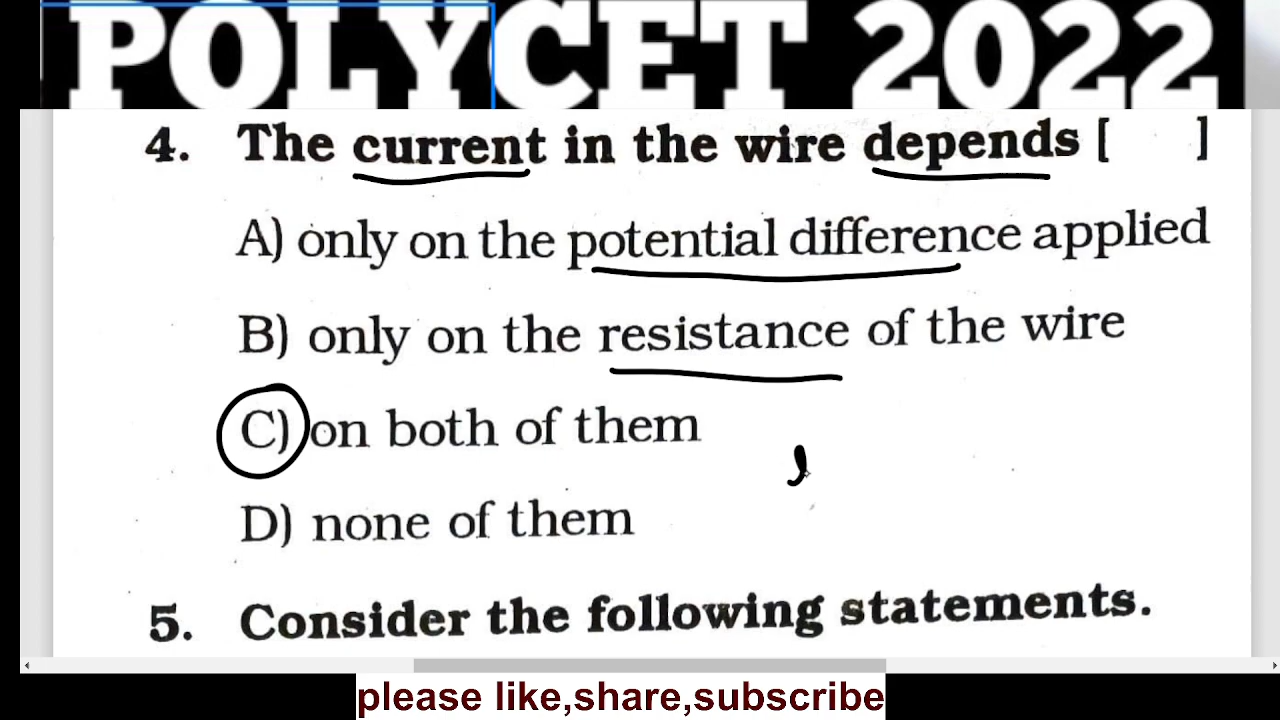 POLYCET 2022
4. The current in the wire depends [ ]
A) only on the potential difference applied
B) only on the resistance of the wire
C) on both of them
D) none of them
5. Consider the following statements.
please like,share,subscribe